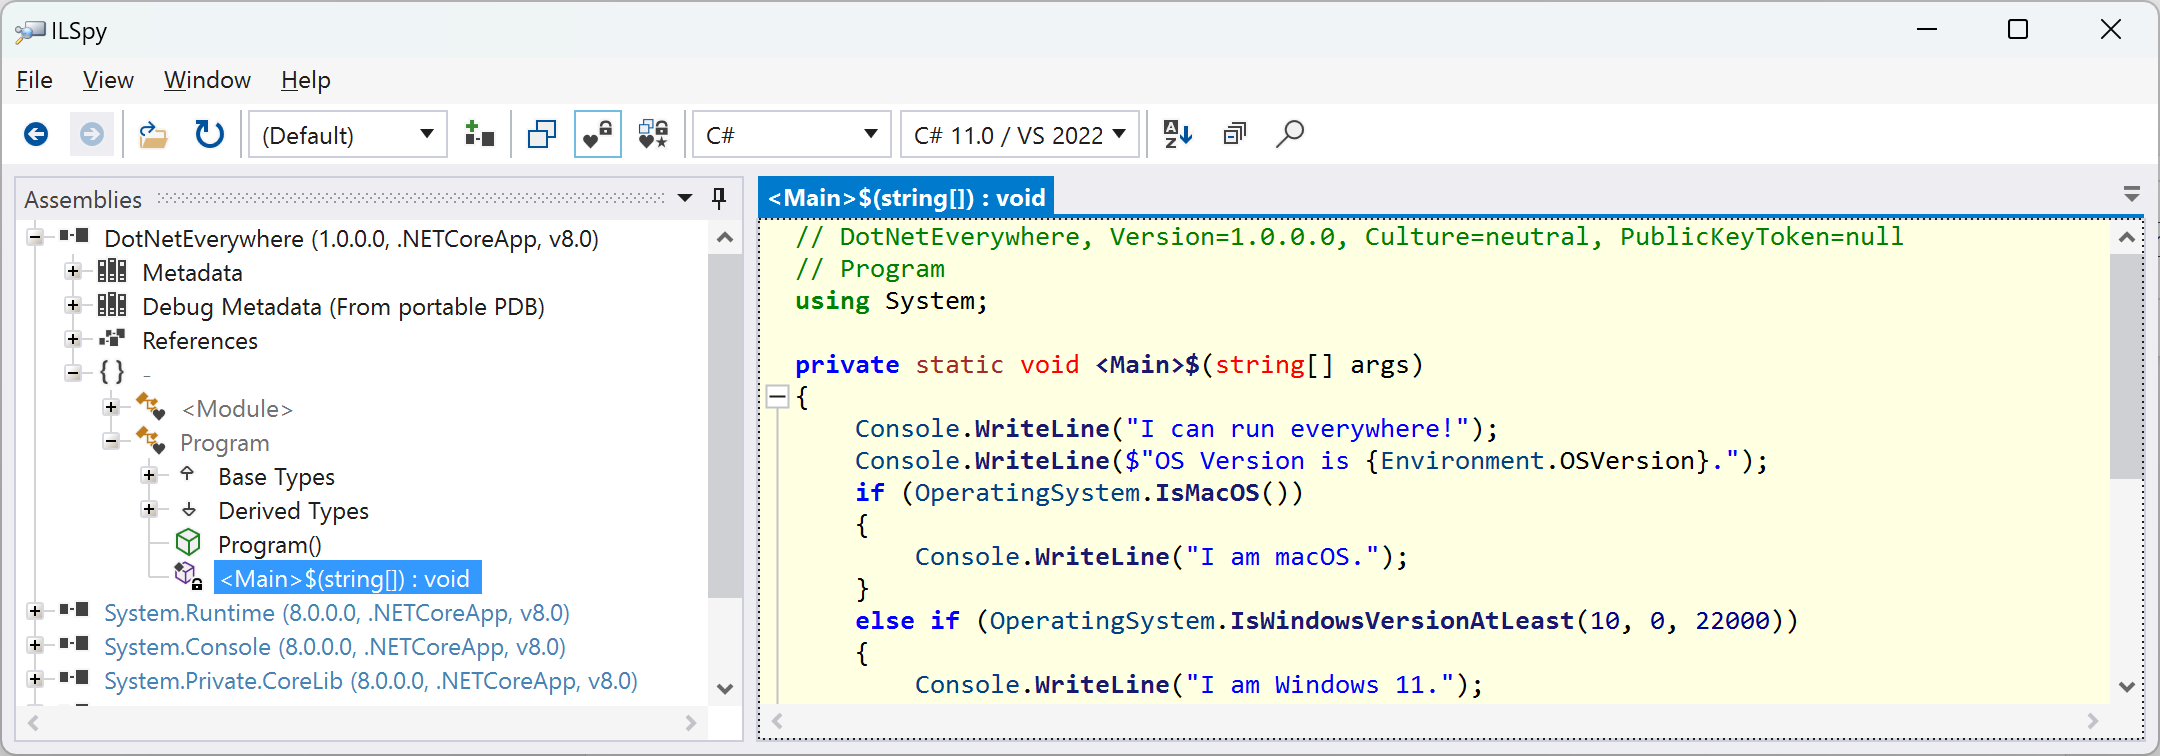 ILSpy
File View Window Help
(Default) C# C# 11.0 / VS 2022
Assemblies
DotNetEverywhere (1.0.0.0, .NETCoreApp, v8.0)
Metadata
Debug Metadata (From portable PDB)
References
{ } -
<Module>
Program
Base Types
Derived Types
Program()
<Main>$(string[]) : void
System.Runtime (8.0.0.0, .NETCoreApp, v8.0)
System.Console (8.0.0.0, .NETCoreApp, v8.0)
System.Private.CoreLib (8.0.0.0, .NETCoreApp, v8.0)
<Main>$(string[]) : void
// DotNetEverywhere, Version=1.0.0.0, Culture=neutral, PublicKeyToken=null
// Program
using System;
private static void <Main>$(string[] args)
{
    Console.WriteLine("I can run everywhere!");
    Console.WriteLine($"OS Version is {Environment.OSVersion}.");
    if (OperatingSystem.IsMacOS())
    {
        Console.WriteLine("I am macOS.");
    }
    else if (OperatingSystem.IsWindowsVersionAtLeast(10, 0, 22000))
    {
        Console.WriteLine("I am Windows 11.");